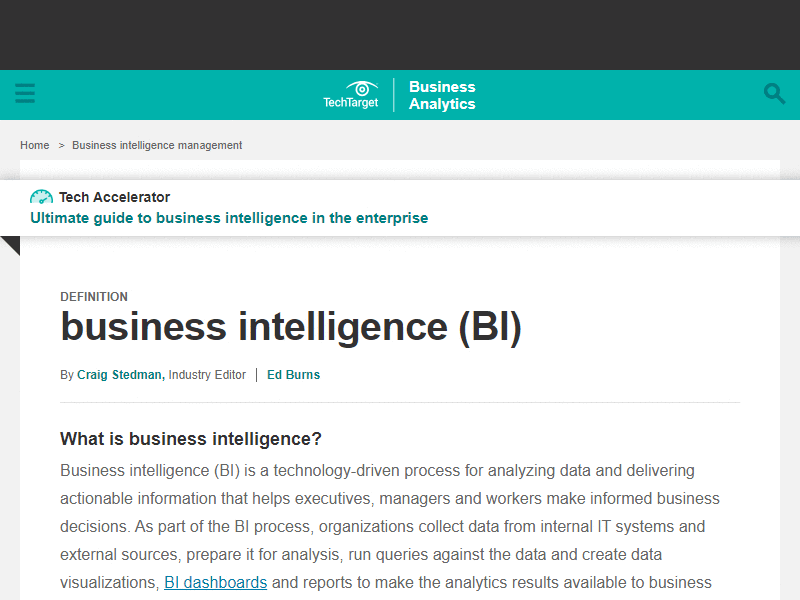 TechTarget
Business
Analytics
Home > Business intelligence management
Tech Accelerator
Ultimate guide to business intelligence in the enterprise
DEFINITION
business intelligence (BI)
By Craig Stedman, Industry Editor | Ed Burns
What is business intelligence?
Business intelligence (BI) is a technology-driven process for analyzing data and delivering
actionable information that helps executives, managers and workers make informed business
decisions. As part of the BI process, organizations collect data from internal IT systems and
external sources, prepare it for analysis, run queries against the data and create data
visualizations, BI dashboards and reports to make the analytics results available to business